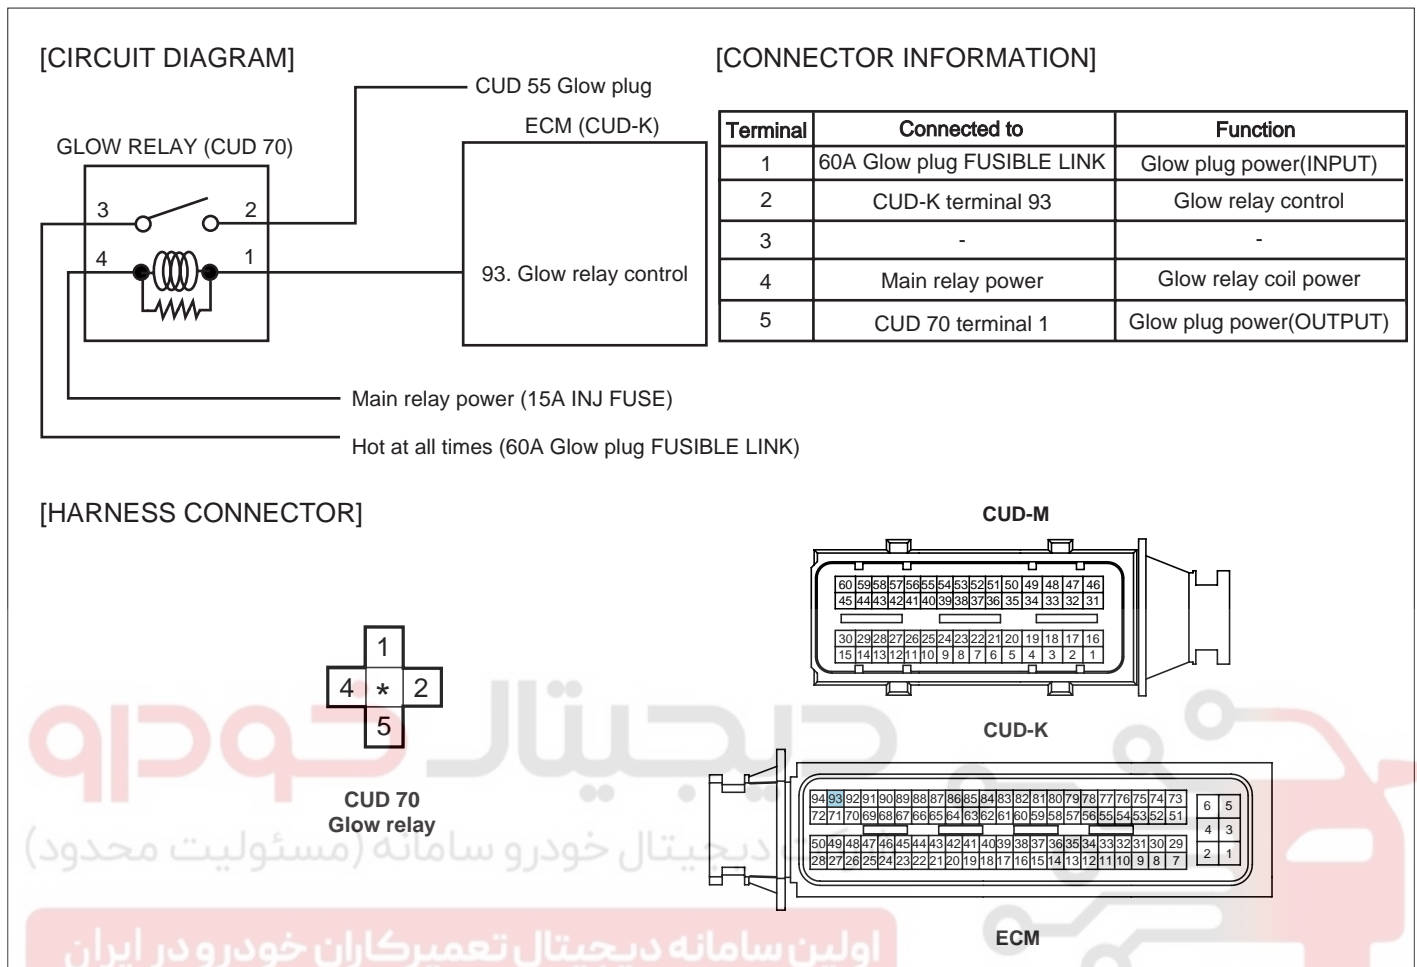 [CIRCUIT DIAGRAM]
CUD 55 Glow plug
ECM (CUD-K)
GLOW RELAY (CUD 70)
3
2
4
1
93. Glow relay control
Main relay power (15A INJ FUSE)
Hot at all times (60A Glow plug FUSIBLE LINK)
[CONNECTOR INFORMATION]
Terminal Connected to Function
1 60A Glow plug FUSIBLE LINK Glow plug power(INPUT)
2 CUD-K terminal 93 Glow relay control
3 - -
4 Main relay power Glow relay coil power
5 CUD 70 terminal 1 Glow plug power(OUTPUT)
[HARNESS CONNECTOR]
1
4 * 2
5
CUD 70
Glow relay
CUD-M
60 59 58 57 56 55 54 53 52 51 50 49 48 47 46
45 44 43 42 41 40 39 38 37 36 35 34 33 32 31
30 29 28 27 26 25 24 23 22 21 20 19 18 17 16
15 14 13 12 11 10 9 8 7 6 5 4 3 2 1
CUD-K
94 93 92 91 90 89 88 87 86 85 84 83 82 81 80 79 78 77 76 75 74 73
72 71 70 69 68 67 66 65 64 63 62 61 60 59 58 57 56 55 54 53 52 51
50 49 48 47 46 45 44 43 42 41 40 39 38 37 36 35 34 33 32 31 30 29
28 27 26 25 24 23 22 21 20 19 18 17 16 15 14 13 12 11 10 9 8 7
6 5
4 3
2 1
ECM
دیجیتال خودرو
شرکت دیجیتال خودرو سامانه (مسئولیت محدود)
اولین سامانه دیجیتال تعمیرکاران خودرو در ایران